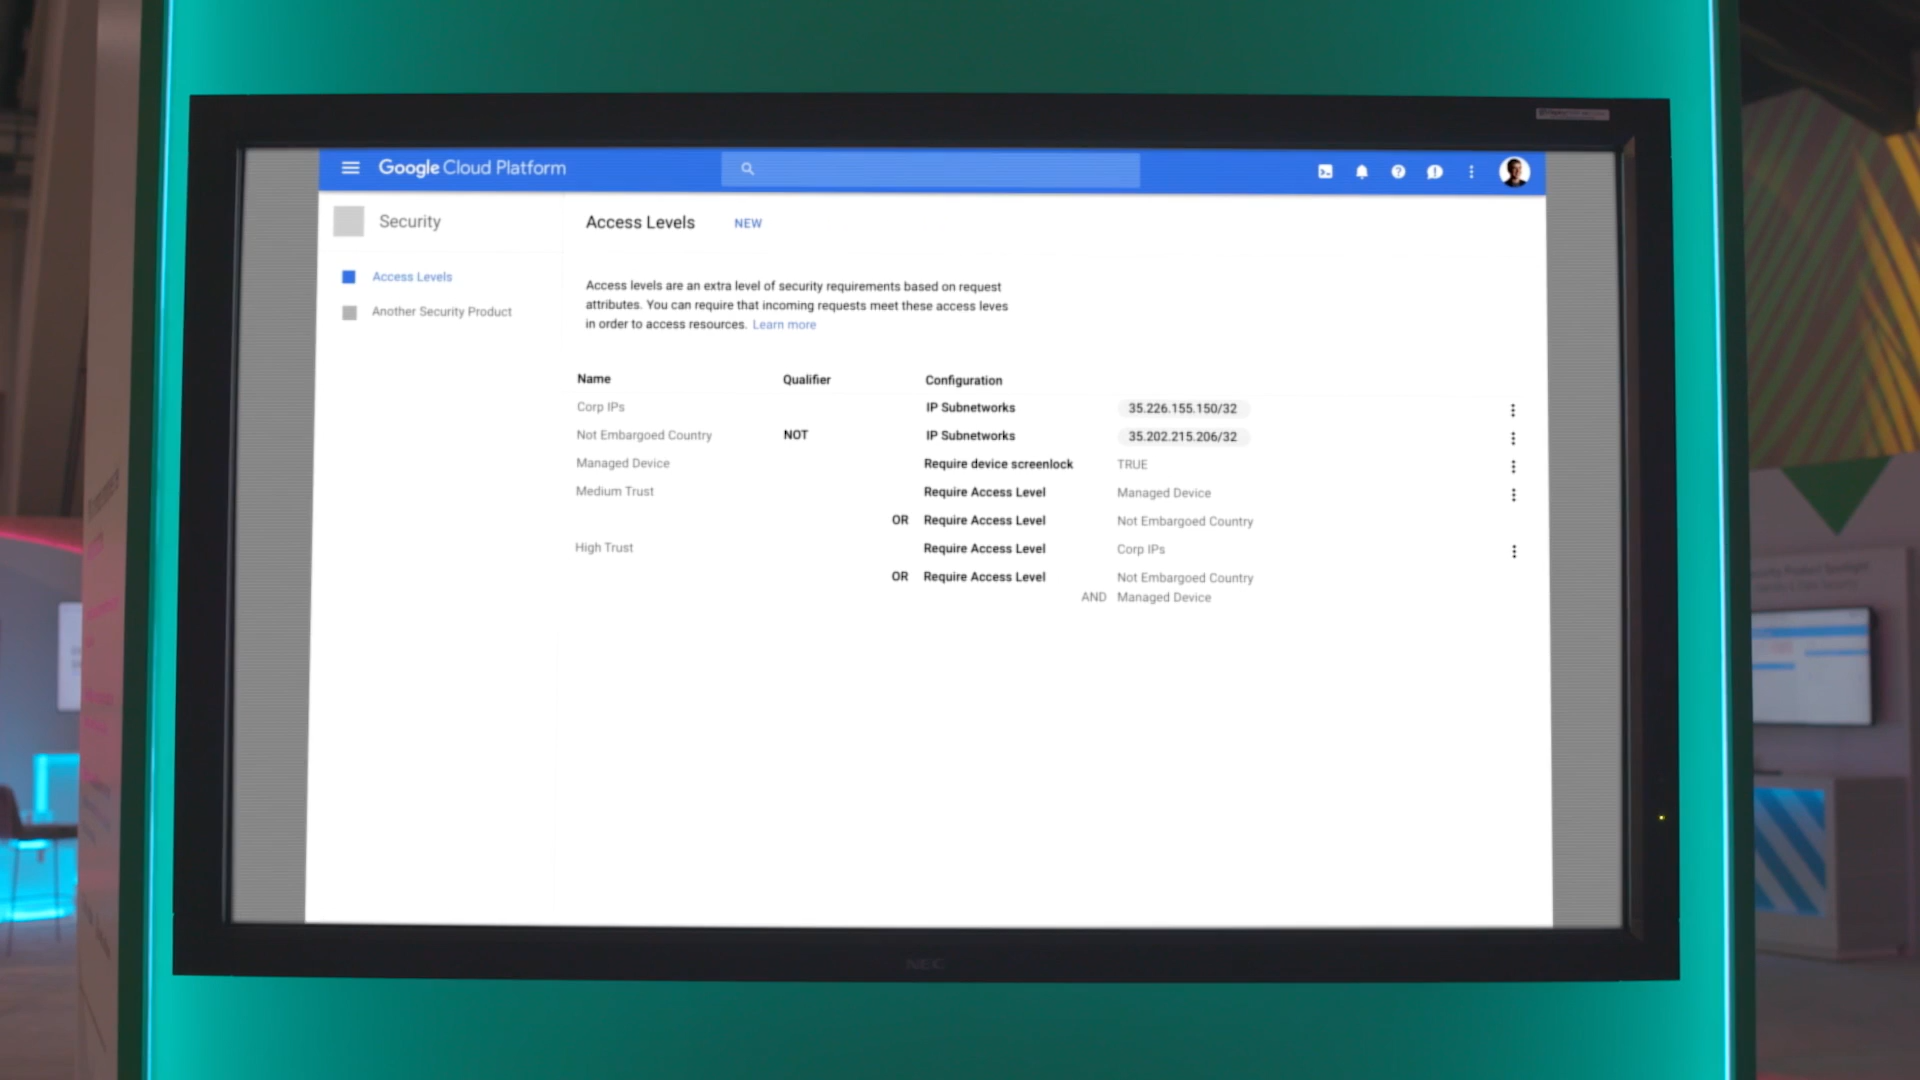 Google Cloud Platform
Security
Access Levels
Another Security Product
Access Levels NEW
Access levels are an extra level of security requirements based on request
attributes. You can require that incoming requests meet these access leves
in order to access resources. Learn more
Name Qualifier Configuration
Corp IPs IP Subnetworks 35.226.155.150/32
Not Embargoed Country NOT IP Subnetworks 35.202.215.206/32
Managed Device Require device screenlock TRUE
Medium Trust Require Access Level Managed Device
OR Require Access Level Not Embargoed Country
High Trust Require Access Level Corp IPs
OR Require Access Level Not Embargoed Country
AND Managed Device
NEC